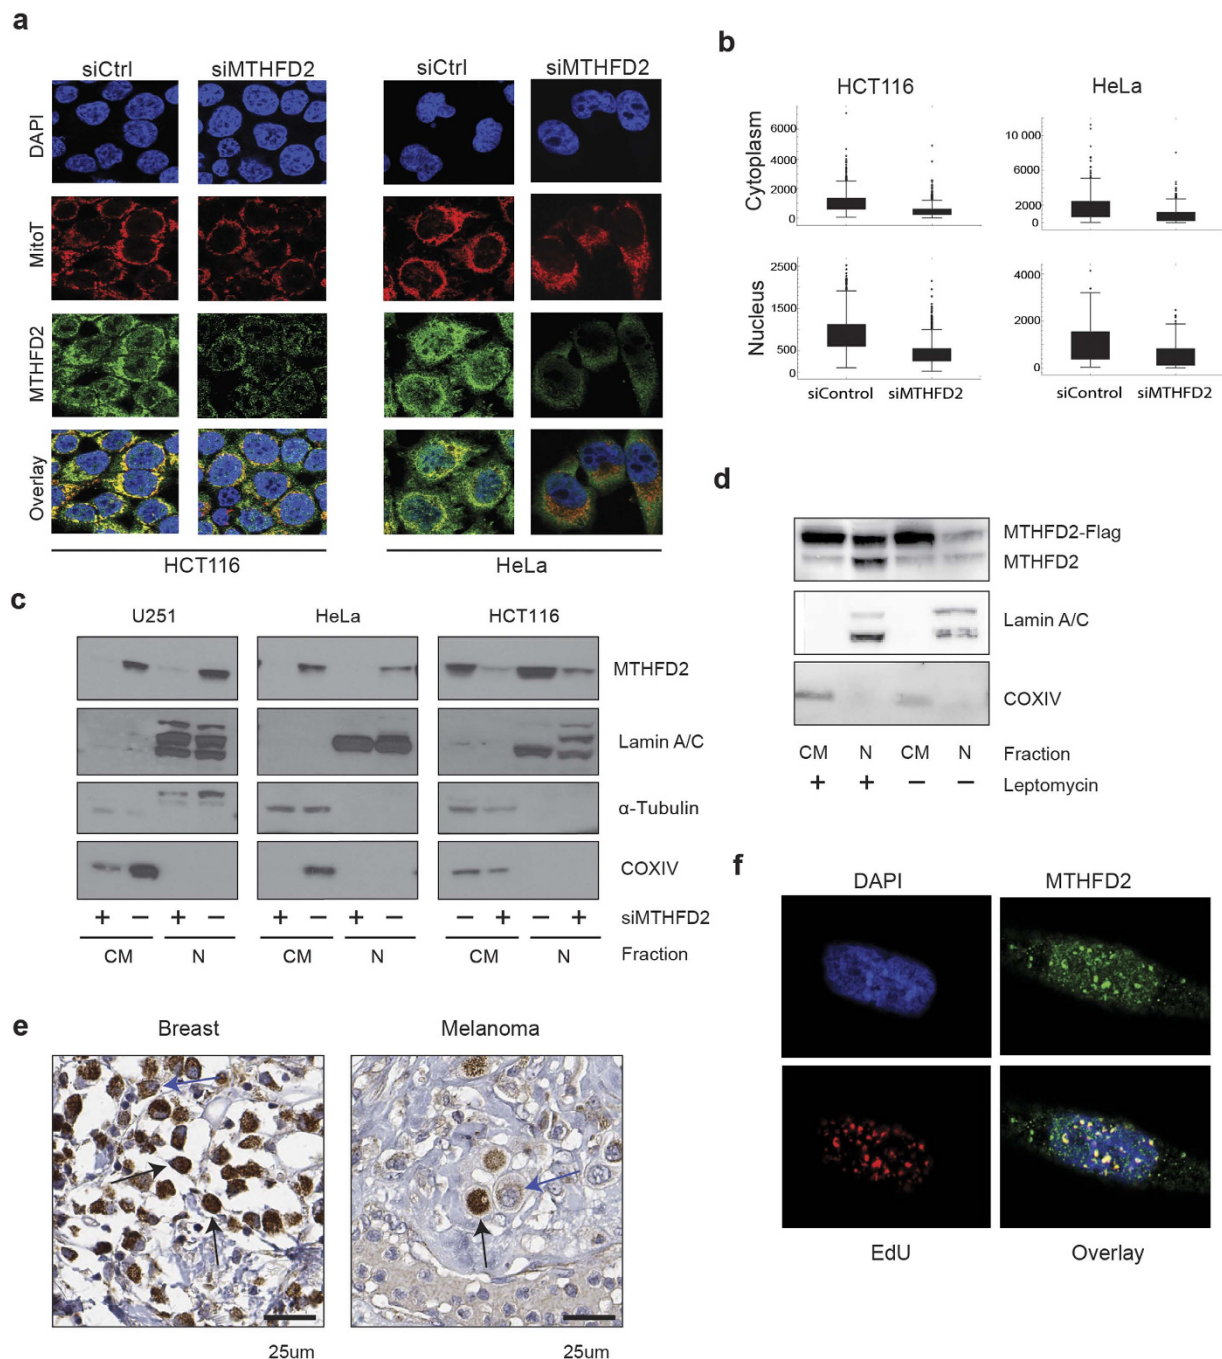 a
siCtrl siMTHFD2 siCtrl siMTHFD2
DAPI
MitoT
MTHFD2
Overlay
HCT116 HeLa
b
HCT116 HeLa
Cytoplasm
6000
4000
2000
0
10 000
6000
2000
0
Nucleus
2500
1500
500
0
4000
2000
0
siControl siMTHFD2 siControl siMTHFD2
c
U251 HeLa HCT116
MTHFD2
Lamin A/C
α-Tubulin
COXIV
+ − + − + − + − − + − + siMTHFD2
CM N CM N CM N Fraction
d
MTHFD2-Flag
MTHFD2
Lamin A/C
COXIV
CM N CM N Fraction
+ + − − Leptomycin
e
Breast Melanoma
25um 25um
f
DAPI MTHFD2
EdU Overlay